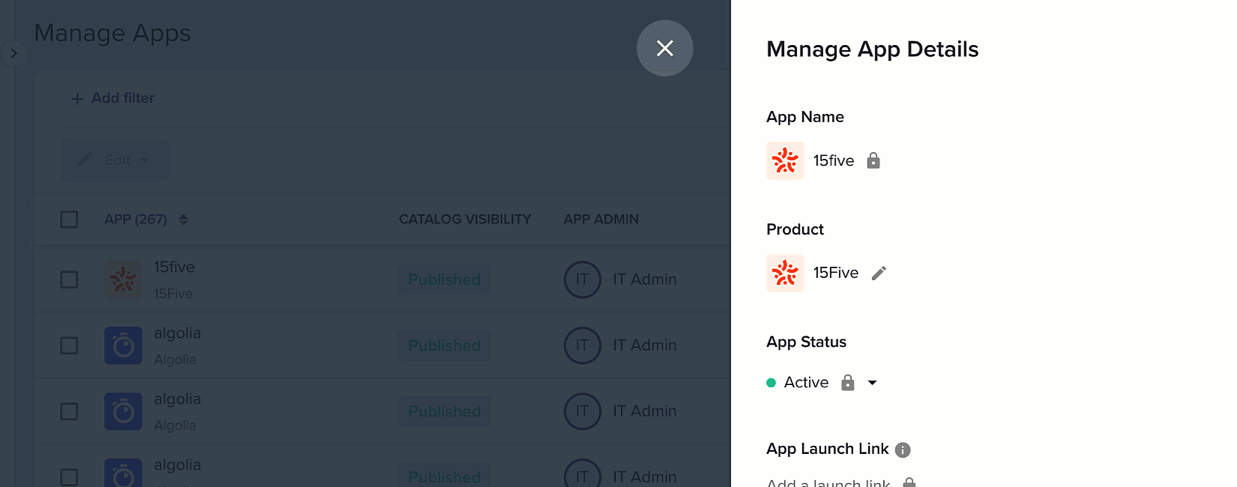 Manage Apps
+ Add filter
Edit
APP (267) CATALOG VISIBILITY APP ADMIN
15five
15Five
Published IT IT Admin
algolia
Algolia
Published IT IT Admin
algolia
Algolia
Published IT IT Admin
algolia
Published IT IT Admin
Manage App Details
App Name
15five
Product
15Five
App Status
Active
App Launch Link
Add a launch link